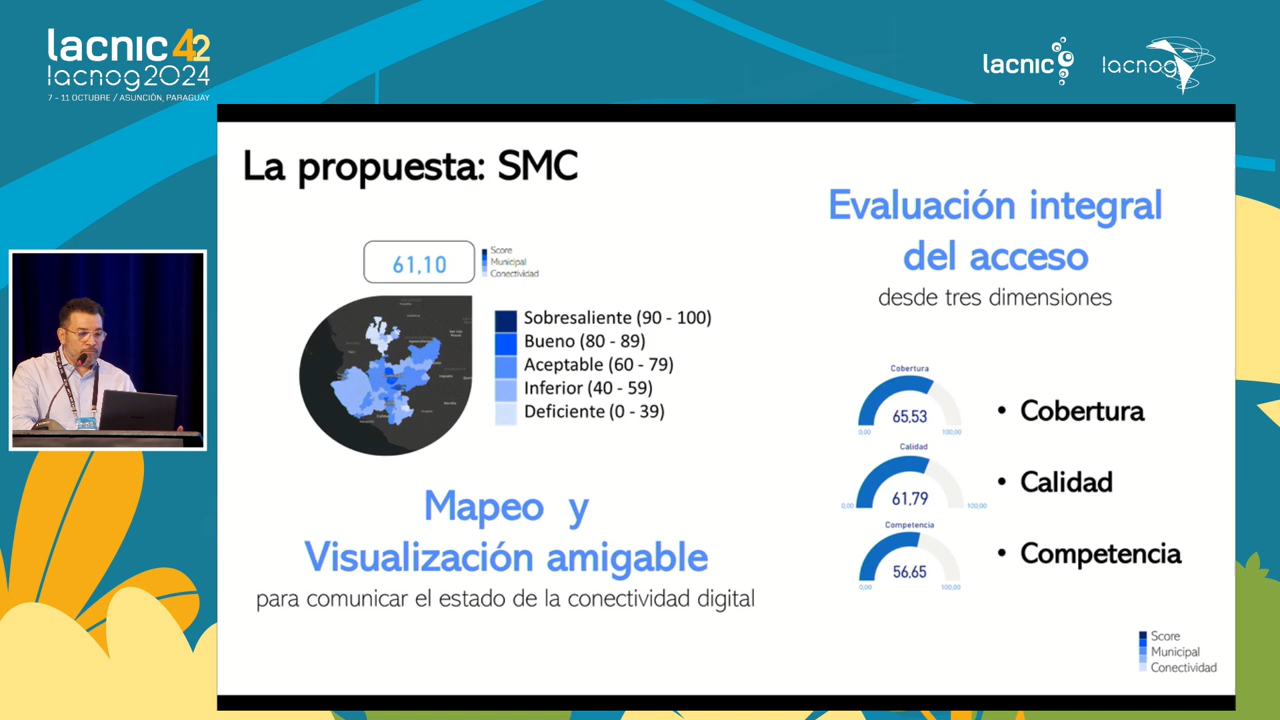 lacnic 42
lacnog2024
7 - 11 OCTUBRE / ASUNCIÓN, PARAGUAY
lacnic
lacnog
La propuesta: SMC
61,10
Score
Municipal
Conectividad
Sobresaliente (90 - 100)
Bueno (80 - 89)
Aceptable (60 - 79)
Inferior (40 - 59)
Deficiente (0 - 39)
Mapeo y
Visualización amigable
para comunicar el estado de la conectividad digital
Evaluación integral
del acceso
desde tres dimensiones
Cobertura
65,53
0,00 100,00
Calidad
61,79
0,00 100,00
Competencia
56,65
0,00 100,00
• Cobertura
• Calidad
• Competencia
Score
Municipal
Conectividad